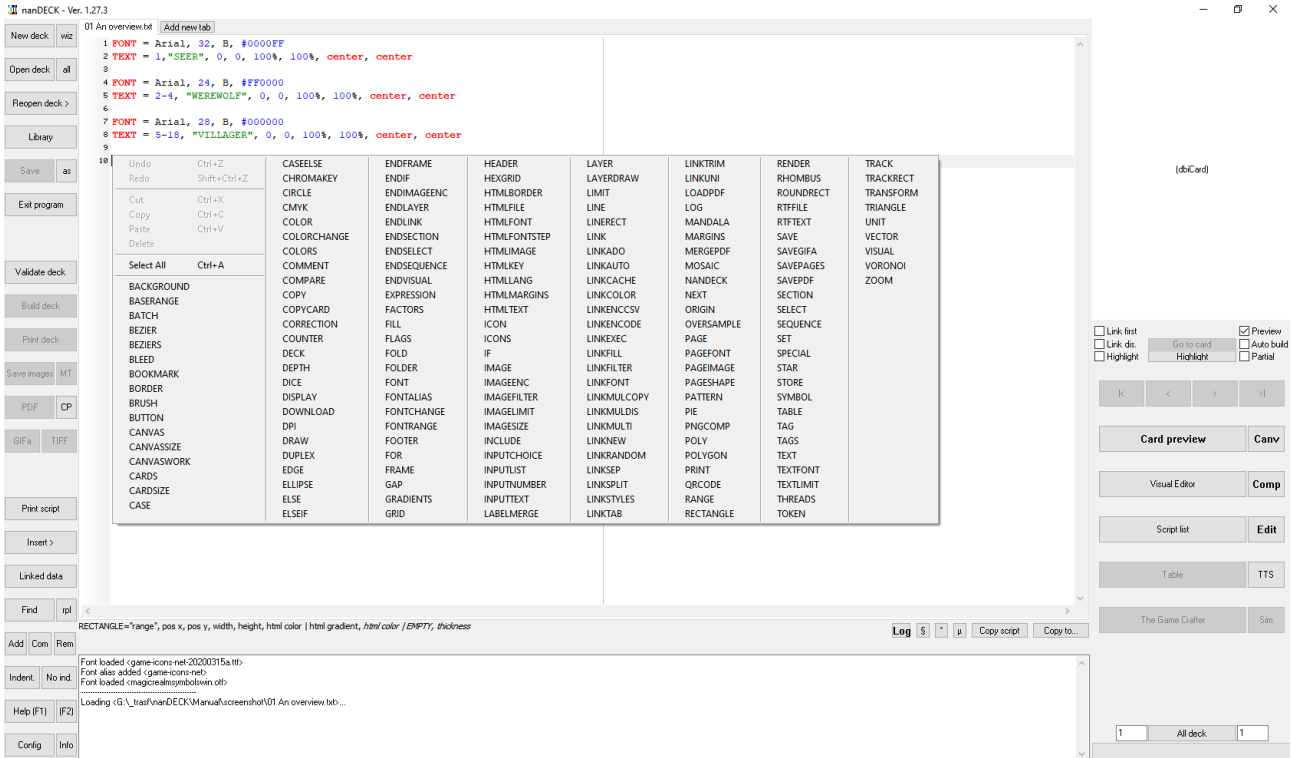 nanDECK - Ver. 1.27.3
New deck wiz
Open deck all
Reopen deck >
Library
Save as
Exit program
Validate deck
Build deck
Print deck
Save images MT
PDF CP
GIFa TIFF
Print script
Insert >
Linked data
Find rpl
Add Com Rem
Indent. No ind.
Help (F1) (F2)
Config Info
01 An overview.txt Add new tab
1 FONT = Arial, 32, B, #0000FF
2 TEXT = 1,"SEER", 0, 0, 100%, 100%, center, center
3
4 FONT = Arial, 24, B, #FF0000
5 TEXT = 2-4, "WEREWOLF", 0, 0, 100%, 100%, center, center
6
7 FONT = Arial, 28, B, #000000
8 TEXT = 5-18, "VILLAGER", 0, 0, 100%, 100%, center, center
9
10
Undo Ctrl+Z
Redo Shift+Ctrl+Z
Cut Ctrl+X
Copy Ctrl+C
Paste Ctrl+V
Delete
Select All Ctrl+A
BACKGROUND
BASERANGE
BATCH
BEZIER
BEZIERS
BLEED
BOOKMARK
BORDER
BRUSH
BUTTON
CANVAS
CANVASSIZE
CANVASWORK
CARDS
CARDSIZE
CASE
CASEELSE
CHROMAKEY
CIRCLE
CMYK
COLOR
COLORCHANGE
COLORS
COMMENT
COMPARE
COPY
COPYCARD
CORRECTION
COUNTER
DECK
DEPTH
DICE
DISPLAY
DOWNLOAD
DPI
DRAW
DUPLEX
EDGE
ELLIPSE
ELSE
ELSEIF
ENDFRAME
ENDIF
ENDIMAGEENC
ENDLAYER
ENDLINK
ENDSECTION
ENDSELECT
ENDSEQUENCE
ENDVISUAL
EXPRESSION
FACTORS
FILL
FLAGS
FOLD
FOLDER
FONT
FONTALIAS
FONTCHANGE
FONTRANGE
FOOTER
FOR
FRAME
GAP
GRADIENTS
GRID
HEADER
HEXGRID
HTMLBORDER
HTMLFILE
HTMLFONT
HTMLFONTSTEP
HTMLIMAGE
HTMLKEY
HTMLLANG
HTMLMARGINS
HTMLTEXT
ICON
ICONS
IF
IMAGE
IMAGEENC
IMAGEFILTER
IMAGELIMIT
IMAGESIZE
INCLUDE
INPUTCHOICE
INPUTLIST
INPUTNUMBER
INPUTTEXT
LABELMERGE
LAYER
LAYERDRAW
LIMIT
LINE
LINERECT
LINK
LINKADO
LINKAUTO
LINKCACHE
LINKCOLOR
LINKENCCSV
LINKENCODE
LINKEXEC
LINKFILL
LINKFILTER
LINKFONT
LINKMULCOPY
LINKMULDIS
LINKMULTI
LINKNEW
LINKRANDOM
LINKSEP
LINKSPLIT
LINKSTYLES
LINKTAB
LINKTRIM
LINKUNI
LOADPDF
LOG
MANDALA
MARGINS
MERGEPDF
MOSAIC
NANDECK
NEXT
ORIGIN
OVERSAMPLE
PAGE
PAGEFONT
PAGEIMAGE
PAGESHAPE
PATTERN
PIE
PNGCOMP
POLY
POLYGON
PRINT
QRCODE
RANGE
RECTANGLE
RENDER
RHOMBUS
ROUNDRECT
RTFFILE
RTFTEXT
SAVE
SAVEGIFA
SAVEPAGES
SAVEPDF
SECTION
SELECT
SEQUENCE
SET
SPECIAL
STAR
STORE
SYMBOL
TABLE
TAG
TAGS
TEXT
TEXTFONT
TEXTLIMIT
THREADS
TOKEN
TRACK
TRACKRECT
TRANSFORM
TRIANGLE
UNIT
VECTOR
VISUAL
VORONOI
ZOOM
RECTANGLE="range", pos x, pos y, width, height, html color | html gradient, html color | EMPTY, thickness
Log § * µ Copy script Copy to...
Font loaded <game-icons-net-20200315a.ttf>
Font alias added <game-icons-net>
Font loaded <magicrealmsymbolswin.otf>
Loading <G:\_trasf\nanDECK\Manual\screenshot\01 An overview.txt>...
(dbiCard)
Link first Preview
Link dis. Go to card Auto build
Highlight Highlight Partial
Card preview Canv
Visual Editor Comp
Script list Edit
Table TTS
The Game Crafter Sim
1 All deck 1